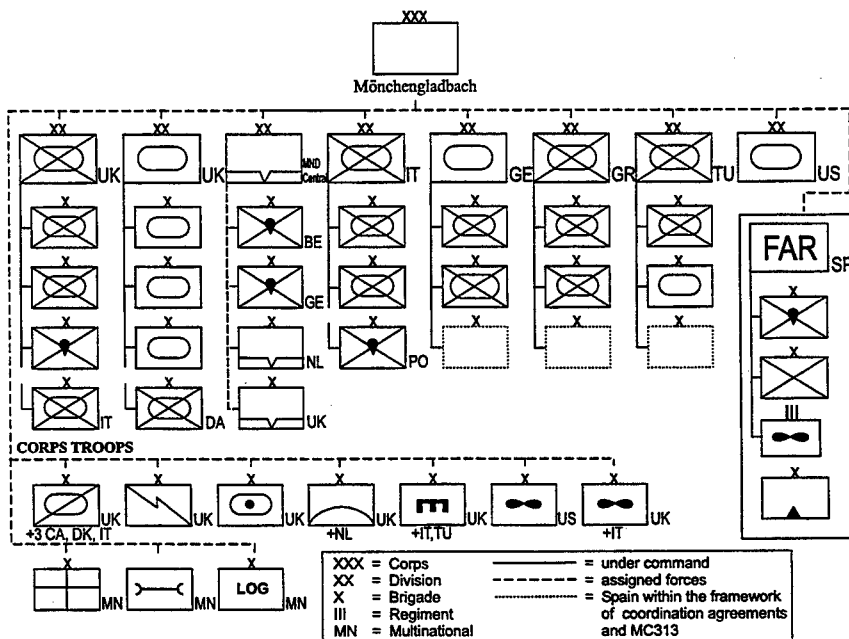 XXX
Mönchengladbach
XX XX XX XX XX XX XX XX
UK UK MND Central IT GE GR TU US
X X X X X X X
BE
FAR SP
X X X X X X X
GE
X
X X X X X X X
NL PO
X
X X X
IT DA UK
III
CORPS TROOPS
X
X X X X X X X
UK UK UK UK UK US UK
+3 CA, DK, IT +NL +IT,TU +IT
X X
LOG
MN MN MN
XXX = Corps
XX = Division
X = Brigade
III = Regiment
MN = Multinational
= under command
= assigned forces
= Spain within the framework
of coordination agreements
and MC313